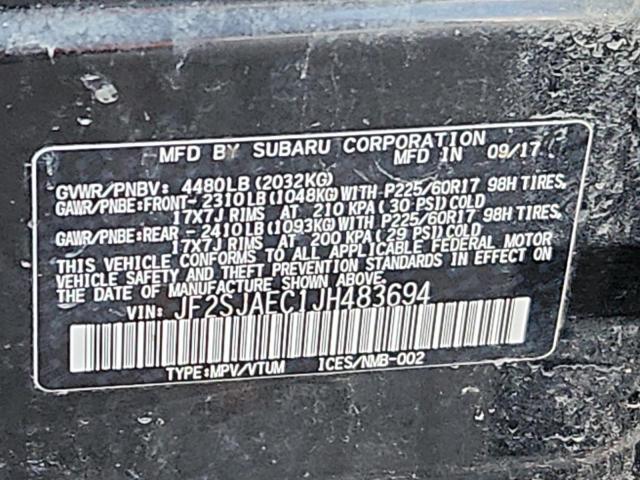 MFD BY SUBARU CORPORATION
MFD IN 09/17
GVWR/PNBV: 4480LB(2032KG)
GAWR/PNBE:FRONT-2310LB(1048KG)WITH P225/60R17 98H TIRES,
17X7J RIMS AT 210 KPA(30 PSI)COLD
GAWR/PNBE:REAR -2410LB(1093KG)WITH P225/60R17 98H TIRES,
17X7J RIMS AT 200 KPA(29 PSI)COLD
THIS VEHICLE CONFORMS TO ALL APPLICABLE FEDERAL MOTOR
VEHICLE SAFETY AND THEFT PREVENTION STANDARDS IN EFFECT ON
THE DATE OF MANUFACTURE SHOWN ABOVE.
VIN: JF2SJAEC1JH483694
TYPE:MPV/VTUM ICES/NMB-002